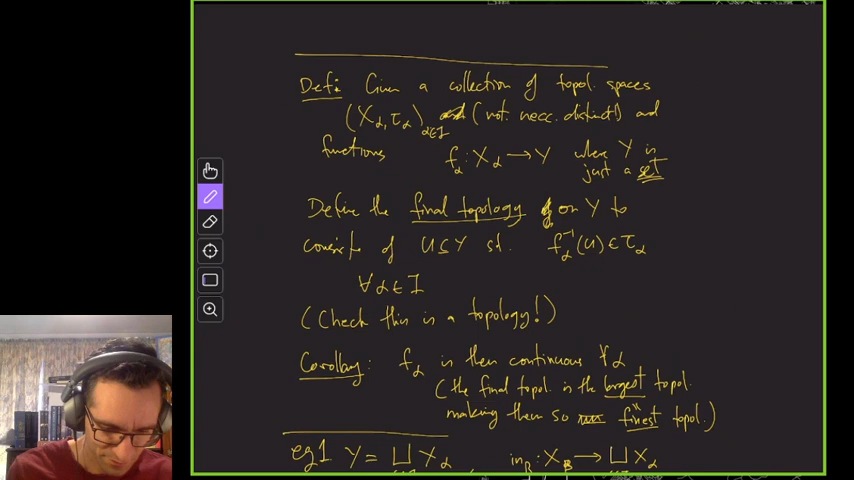 Def: Given a collection of topol. spaces
(X_α, τ_α)_{α∈I} (not necc. distinct) and
functions f_α : X_α → Y where Y is
just a set
Define the final topology on Y to
consist of U ⊆ Y st. f_α^{-1}(U) ∈ τ_α
∀α∈I
(Check this is a topology!)
Corollary: f_α is then continuous ∀α
(the final topol. is the largest topol.
making them so "finest topol.)
eg1 Y = ⊔ X_α in_β : X_β → ⊔ X_α